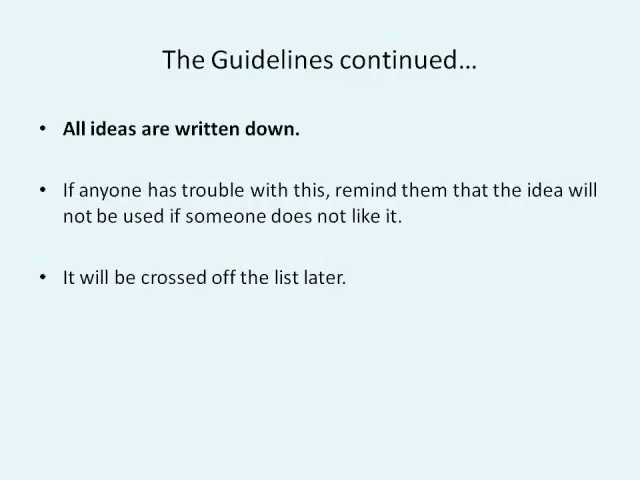 The Guidelines continued…
• All ideas are written down.
• If anyone has trouble with this, remind them that the idea will
not be used if someone does not like it.
• It will be crossed off the list later.